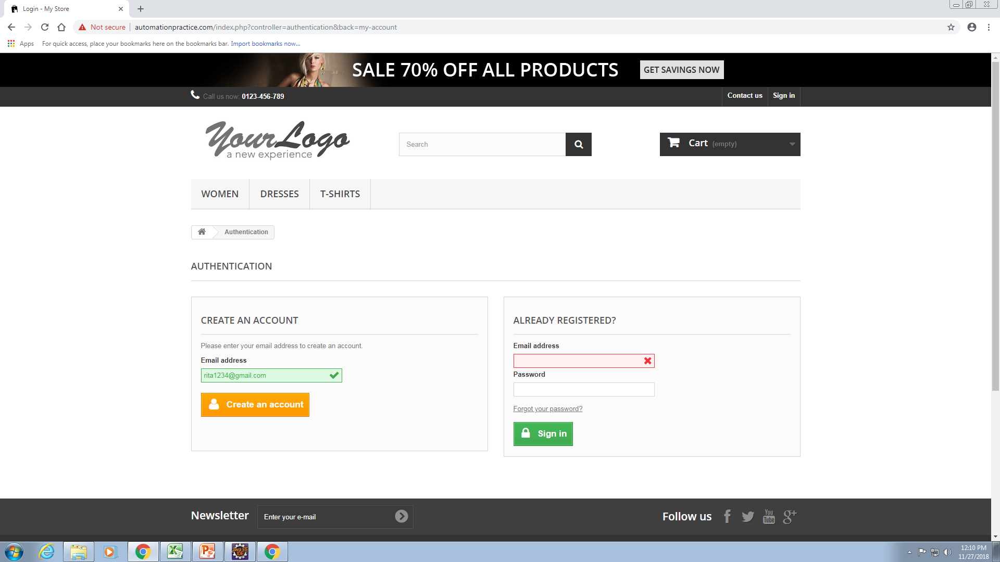 Login - My Store
Not secure
automationpractice.com/index.php?controller=authentication&back=my-account
Apps
For quick access, place your bookmarks here on the bookmarks bar. Import bookmarks now...
SALE 70% OFF ALL PRODUCTS
GET SAVINGS NOW
Call us now: 0123-456-789
Contact us
Sign in
YourLogo
a new experience
Search
Cart (empty)
WOMEN
DRESSES
T-SHIRTS
Authentication
AUTHENTICATION
CREATE AN ACCOUNT
Please enter your email address to create an account.
Email address
rita1234@gmail.com
Create an account
ALREADY REGISTERED?
Email address
Password
Forgot your password?
Sign in
Newsletter
Enter your e-mail
Follow us
You
Tube
g+
Java EE
IDE
12:10 PM
11/27/2018